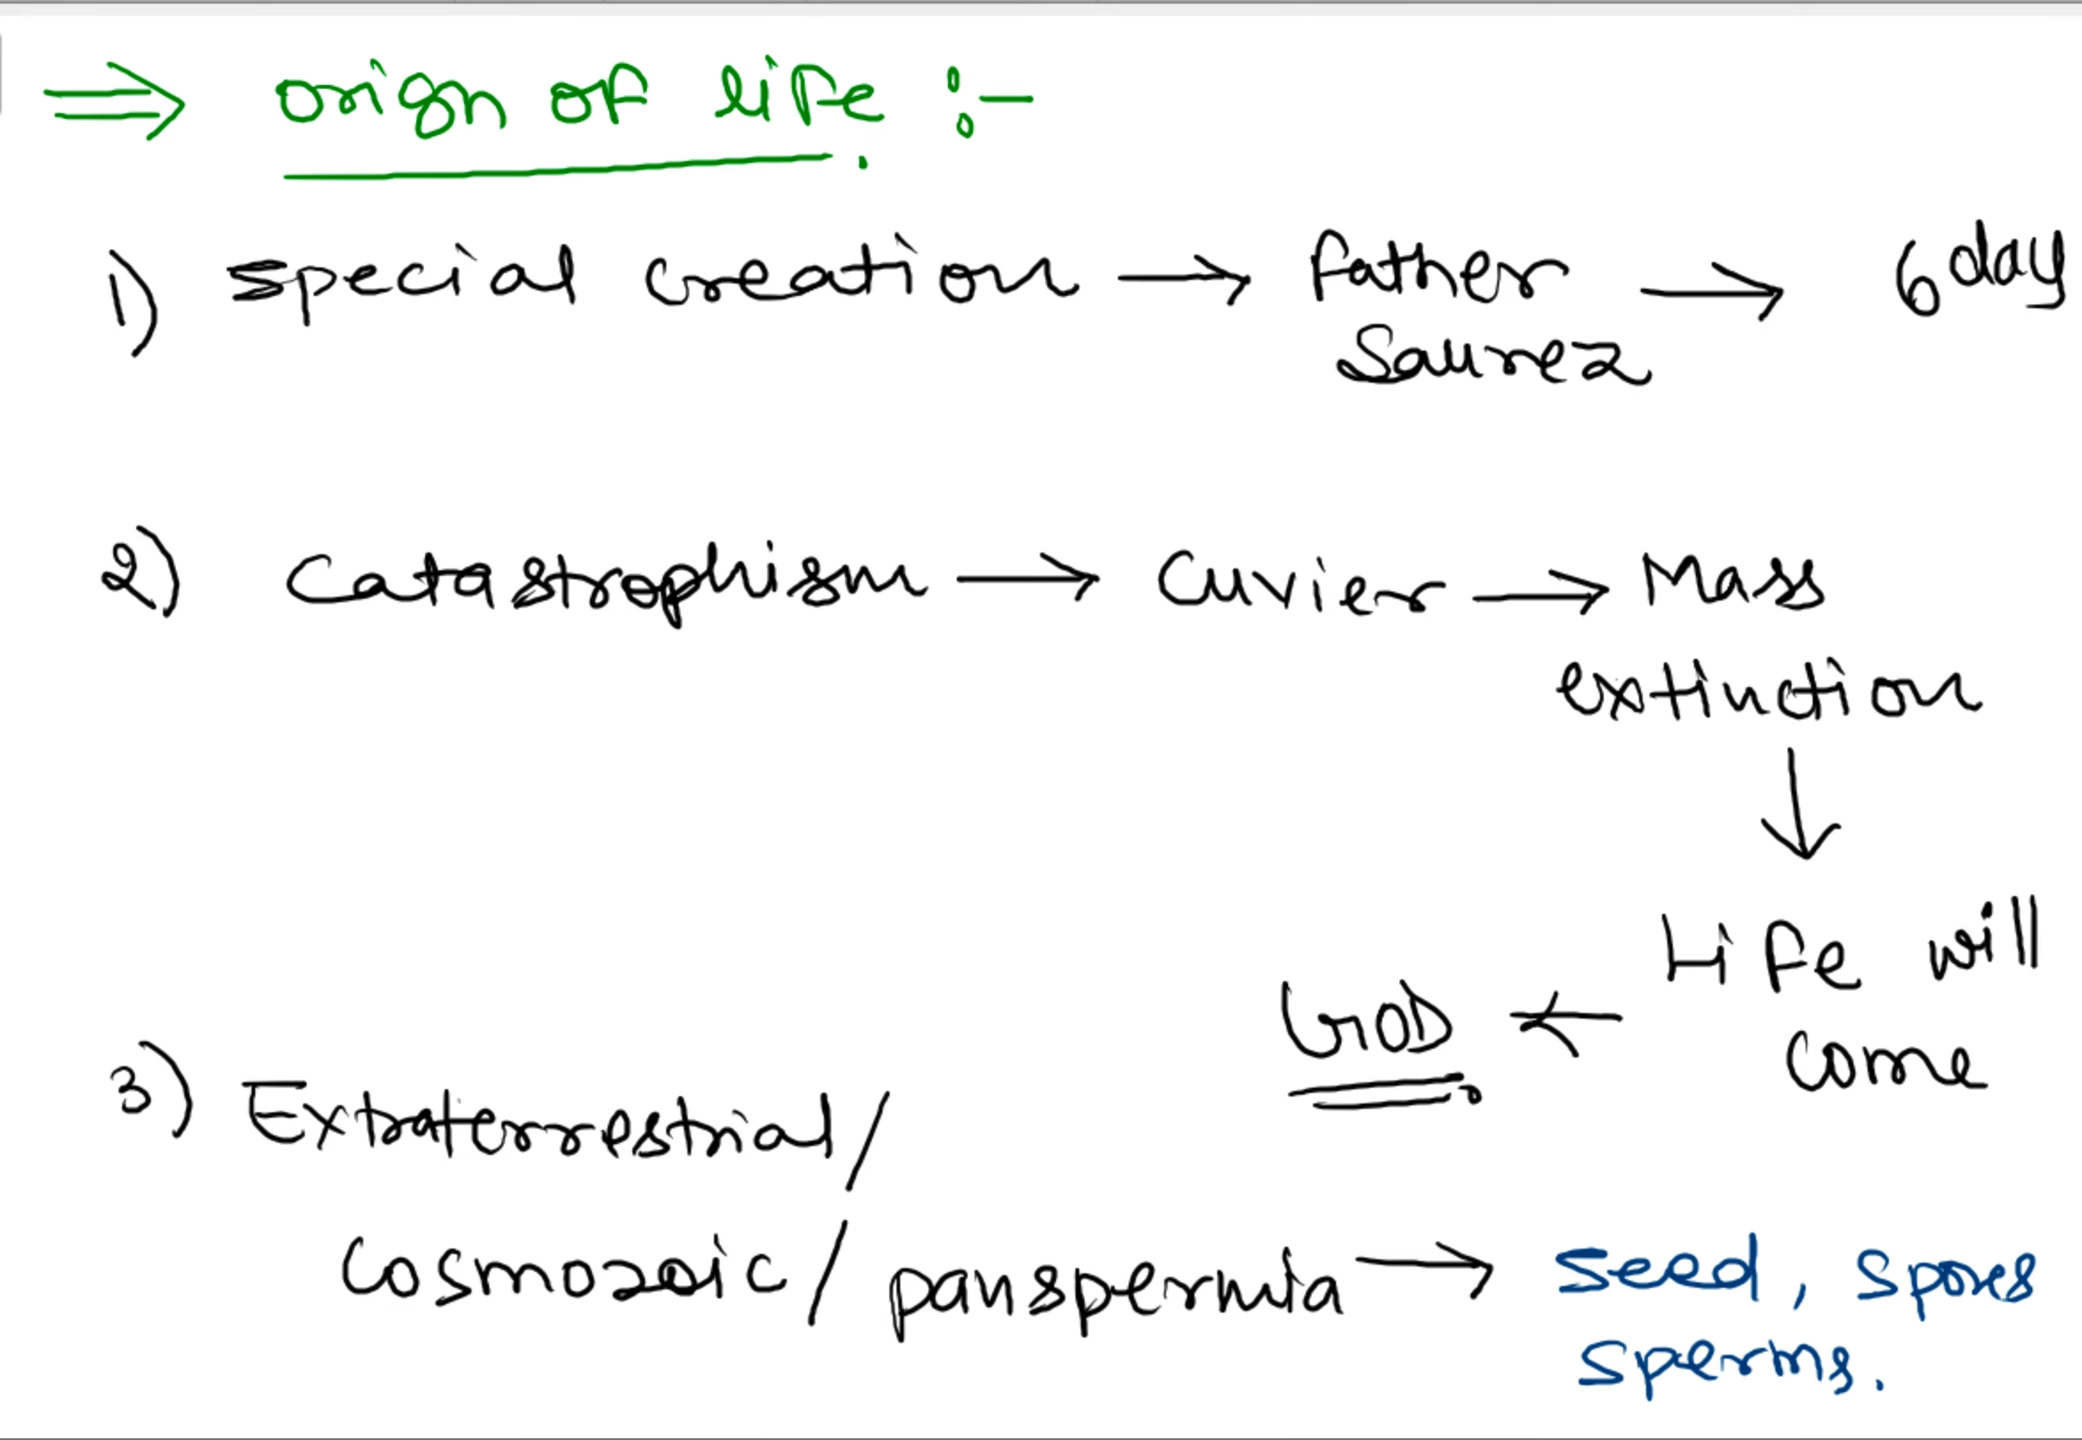 ⇒ orign of life :-
1) special creation → father → 6 day
Saurez
2) Catastrophism → Cuvier → Mass
extinction
↓
Life will
GOD ←
come
3) Extraterrestrial/
Cosmozoic / panspermia → seed, spores
sperms.